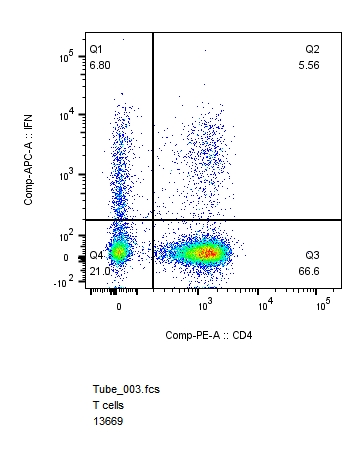 Q1
6.80
Q2
5.56
Q4
21.0
Q3
66.6
10^5
10^4
10^3
10^2
0
-10^2
Comp-APC-A :: IFN
0
10^3
10^4
10^5
Comp-PE-A :: CD4
Tube_003.fcs
T cells
13669